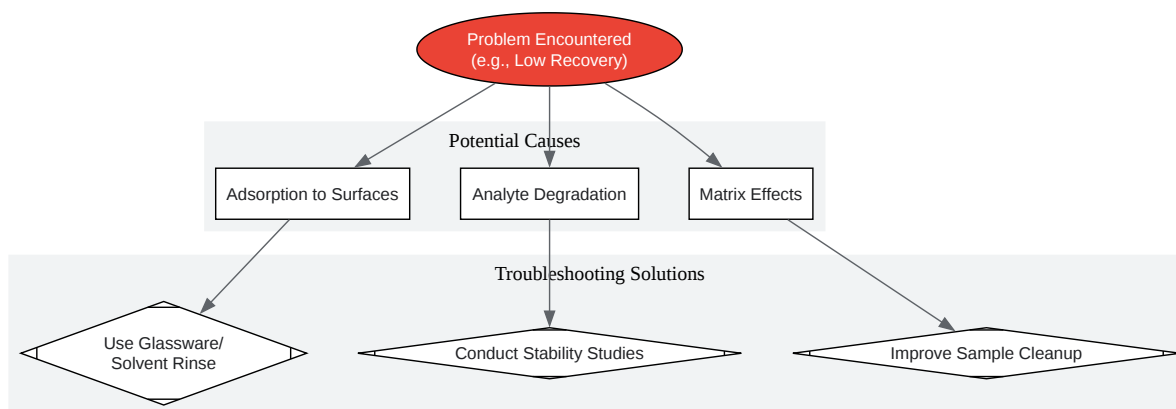 Problem Encountered
(e.g., Low Recovery)
Potential Causes
Adsorption to Surfaces
Analyte Degradation
Matrix Effects
Troubleshooting Solutions
Use Glassware/
Solvent Rinse
Conduct Stability Studies
Improve Sample Cleanup